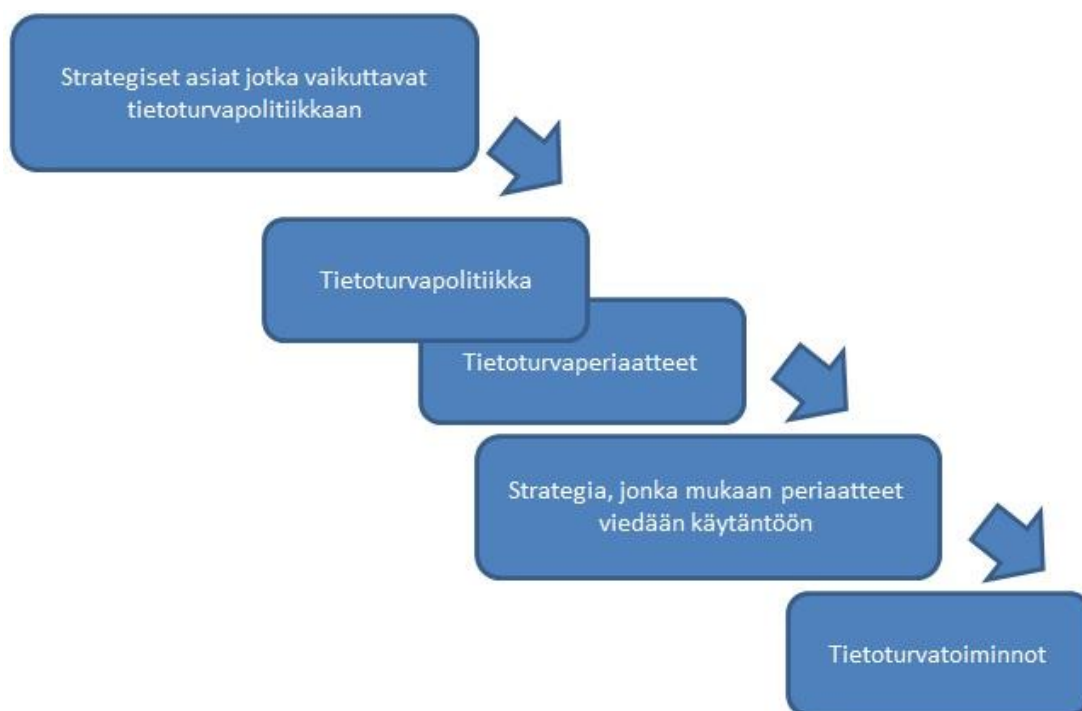 Strategiset asiat jotka vaikuttavat
tietoturvapolitiikkaan
Tietoturvapolitiikka
Tietoturvaperiaatteet
Strategia, jonka mukaan periaatteet
viedään käytäntöön
Tietoturvatoiminnot